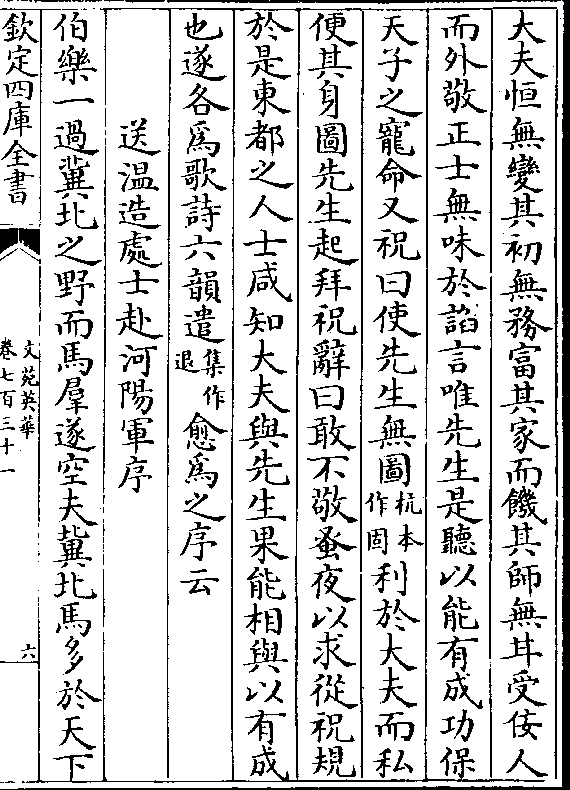 大夫恒無變其初無務富其家而饑其師無甘受佞人
而外敬正士無味於諂言唯先生是聽以能有成功保
天子之寵命又祝曰使先生無圖杭本作固利於大夫而私
便其身圖先生起拜祝辭曰敢不敬蚤夜以求從祝規
於是東都之人士咸知大夫與先生果能相與以有成
也遂各為歌詩六韻遣集作退愈為之序云
送温造處士赴河陽軍序
伯樂一過冀北之野而馬羣遂空夫冀北馬多於天下
欽定四庫全書
文苑英華
卷七百三十一
六